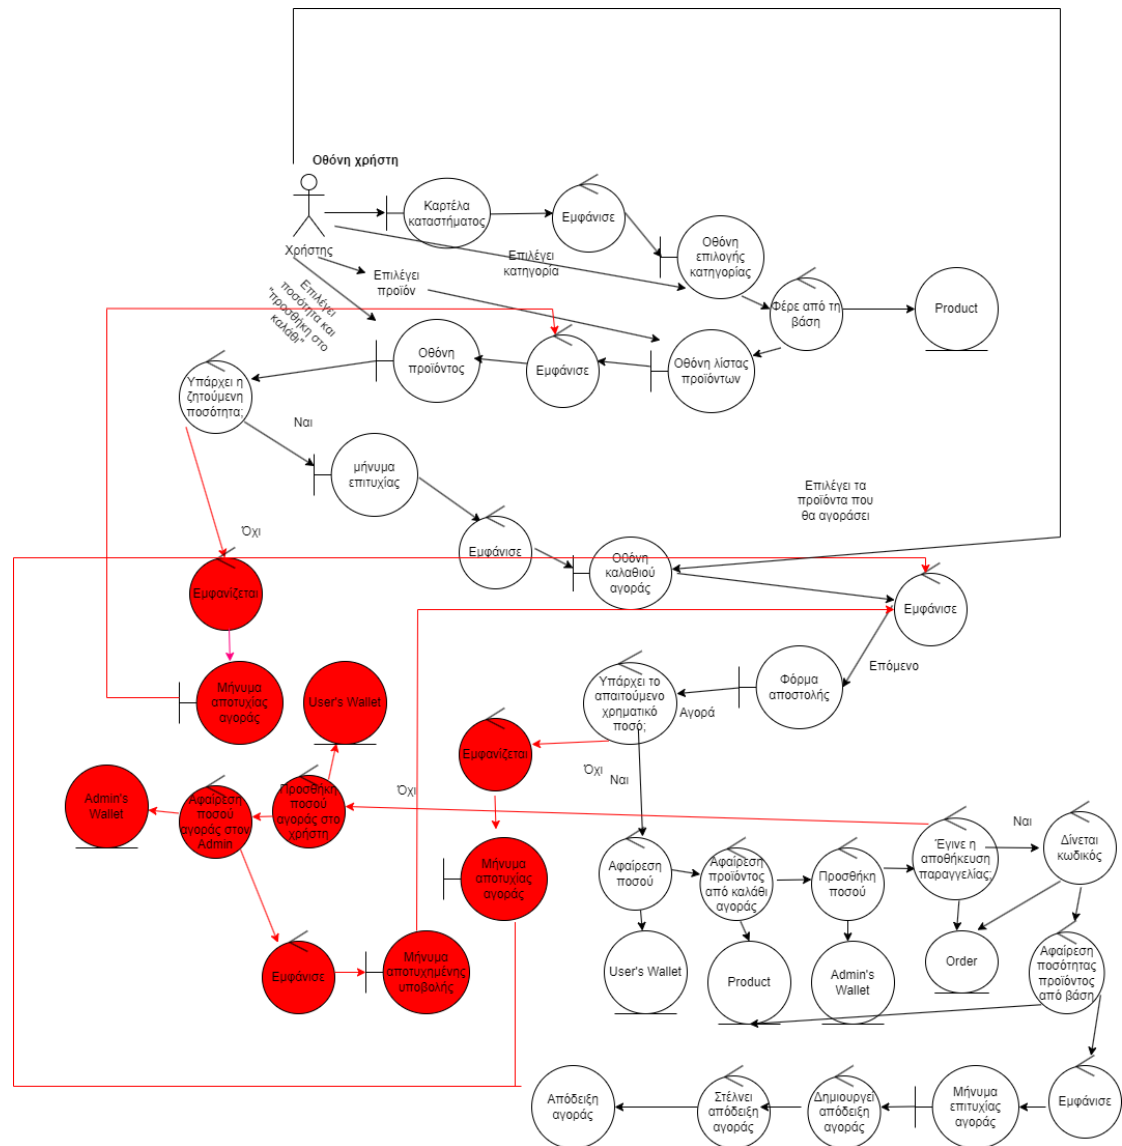 Οθόνη χρήστη
Χρήστης
Καρτέλα
καταστήματος
Εμφάνισε
Οθόνη
επιλογής
κατηγορίας
Επιλέγει
κατηγορία
Επιλέγει
προϊόν
Επιλέγει
ποσότητα και
"προσθήκη στο
καλάθι"
Φέρε από τη
βάση
Product
Οθόνη
προϊόντος
Εμφάνισε
Οθόνη λίστας
προϊόντων
Υπάρχει η
ζητούμενη
ποσότητα;
Ναι
μήνυμα
επιτυχίας
Επιλέγει τα
προϊόντα που
θα αγοράσει
Όχι
Εμφάνισε
Οθόνη
καλαθιού
αγοράς
Εμφανίζεται
Εμφάνισε
Επόμενο
Μήνυμα
αποτυχίας
αγοράς
User's Wallet
Υπάρχει το
απαιτούμενο
χρηματικό
ποσό;
Αγορά
Φόρμα
αποστολής
Εμφανίζεται
Όχι
Ναι
Όχι
Admin's
Wallet
Αφαίρεση
ποσού
αγοράς στον
Admin
Προσθήκη
ποσού
αγοράς στο
χρήστη
Ναι
Έγινε η
αποθήκευση
παραγγελίας;
Δίνεται
κωδικός
Μήνυμα
αποτυχίας
αγοράς
Αφαίρεση
ποσού
Αφαίρεση
προϊόντος
από καλάθι
αγοράς
Προσθήκη
ποσού
Εμφάνισε
Μήνυμα
αποτυχημένης
υποβολής
User's Wallet
Product
Admin's
Wallet
Order
Αφαίρεση
ποσότητας
προϊόντος
από βάση
Απόδειξη
αγοράς
Στέλνει
απόδειξη
αγοράς
Δημιουργεί
απόδειξη
αγοράς
Μήνυμα
επιτυχίας
αγοράς
Εμφάνισε